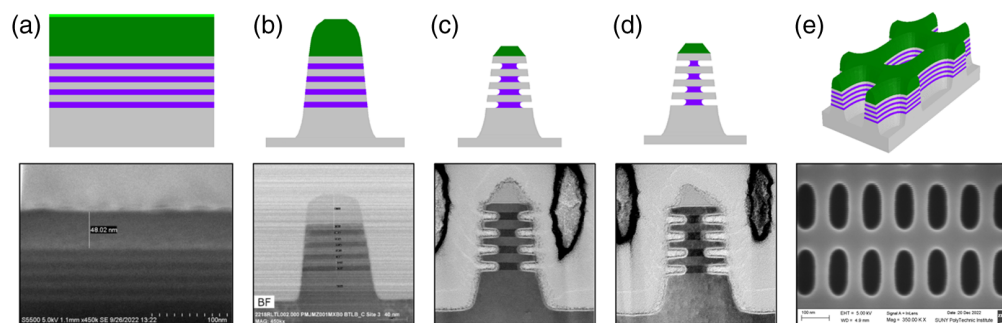 (a)
(b)
(c)
(d)
(e)
48.02 nm
S5500 5.0kV 1.1mm x450k SE 9/26/2022 13:22
100nm
BF
100 nm
EHT = 5.00 kV
WD = 4.9 mm
Signal A = InLens
Mag = 350.00 K X
Date :20 Dec 2022
SUNY PolyTechnic Institute